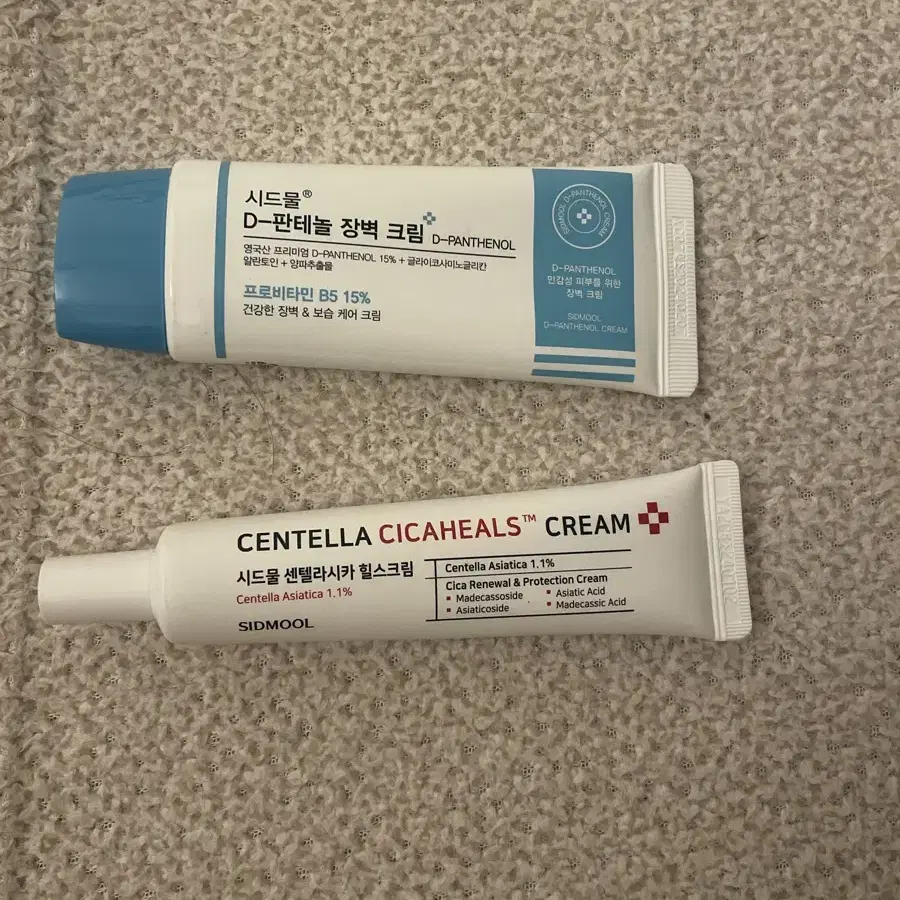 시드물®
D-판테놀 장벽 크림 D-PANTHENOL
영국산 프리미엄 D-PANTHENOL 15% + 글라이코사미노글리칸
알란토인 + 양파추출물
프로비타민 B5 15%
건강한 장벽 & 보습 케어 크림
SIDMOOL D-PANTHENOL CREAM
D-PANTHENOL
민감성 피부를 위한
장벽 크림
SIDMOOL
D-PANTHENOL CREAM
CENTELLA CICAHEALS™ CREAM
시드물 센텔라시카 힐스크림
Centella Asiatica 1.1%
SIDMOOL
Centella Asiatica 1.1%
Cica Renewal & Protection Cream
▪ Madecassoside ▪ Asiatic Acid
▪ Asiaticoside ▪ Madecassic Acid